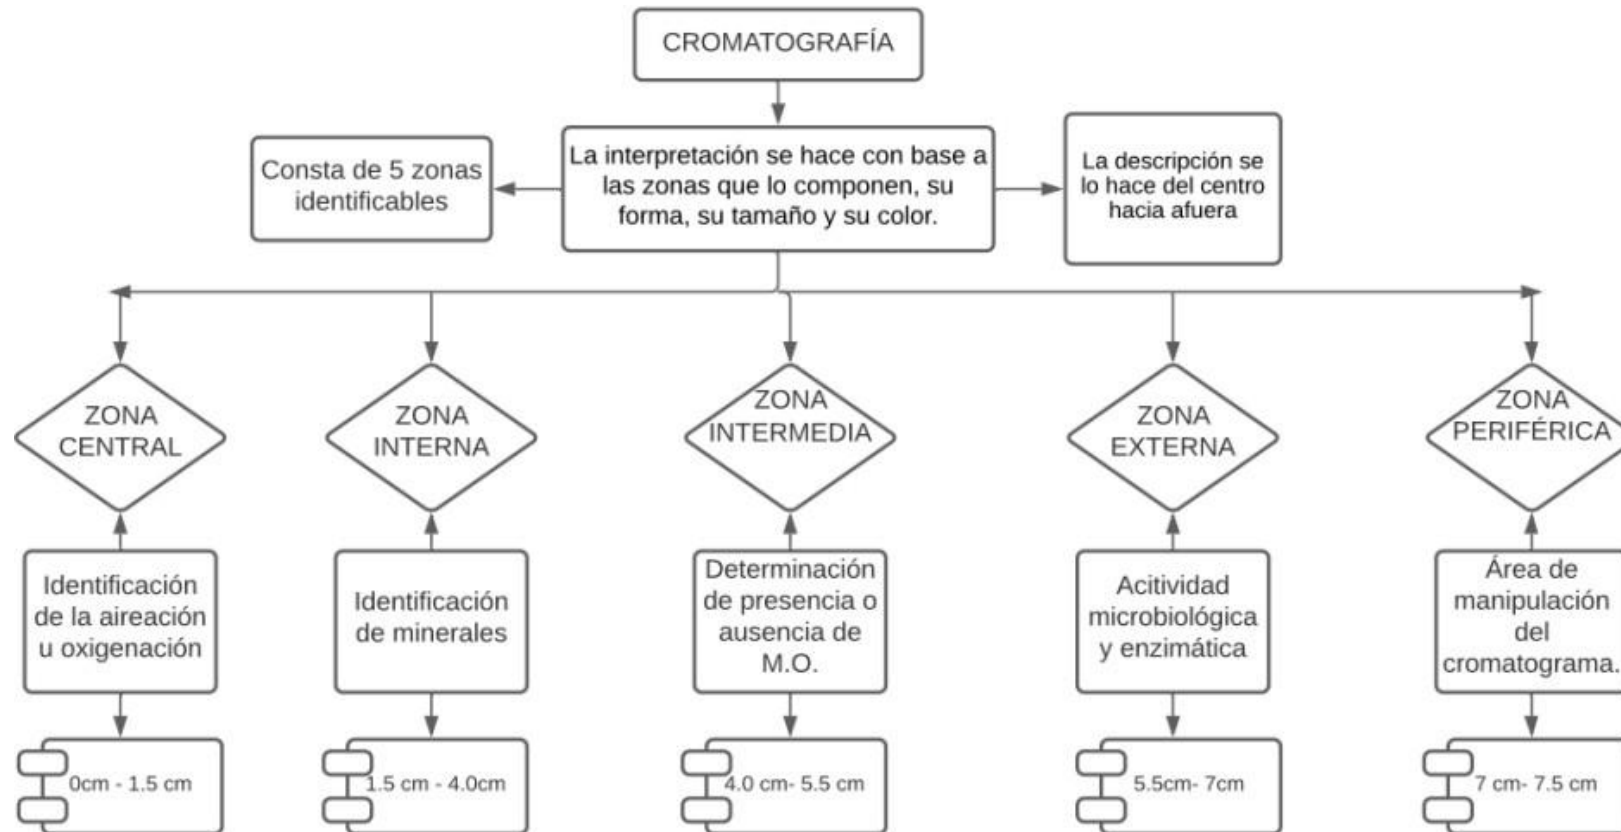 CROMATOGRAFÍA
Consta de 5 zonas
identificables
La interpretación se hace con base a
las zonas que lo componen, su
forma, su tamaño y su color.
La descripción se
lo hace del centro
hacia afuera
ZONA
CENTRAL
ZONA
INTERNA
ZONA
INTERMEDIA
ZONA
EXTERNA
ZONA
PERIFÉRICA
Identificación
de la aireación
u oxigenación
Identificación
de minerales
Determinación
de presencia o
ausencia de
M.O.
Acitividad
microbiológica
y enzimática
Área de
manipulación
del
cromatograma.
0cm - 1.5 cm
1.5 cm - 4.0cm
4.0 cm- 5.5 cm
5.5cm- 7cm
7 cm- 7.5 cm